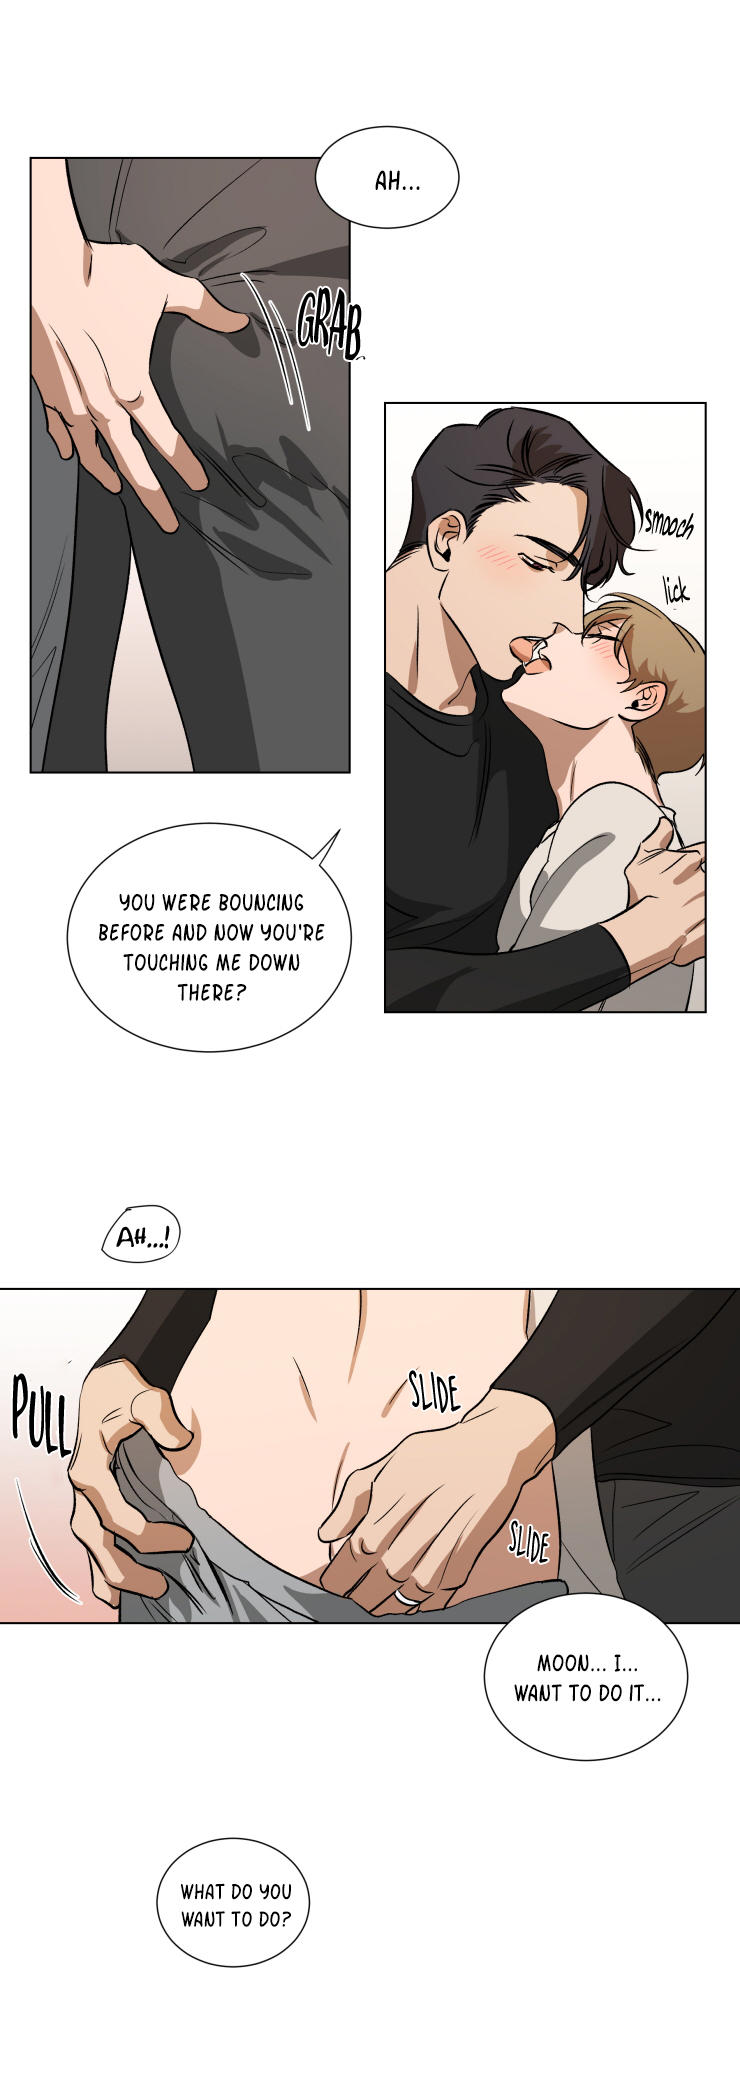 AH...
GRAB
smooch
lick
YOU WERE BOUNCING
BEFORE AND NOW YOU'RE
TOUCHING ME DOWN
THERE?
AH...!
PULL
SLIDE
SLIDE
MOON... I...
WANT TO DO IT...
WHAT DO YOU
WANT TO DO?